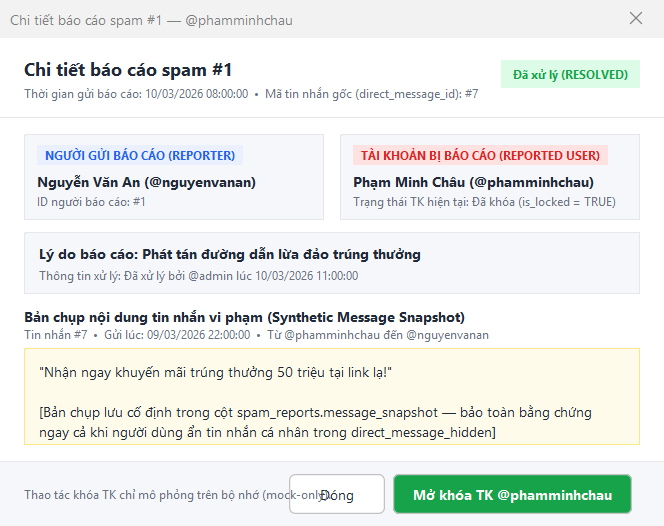 Chi tiết báo cáo spam #1 — @phamminhchau
Chi tiết báo cáo spam #1
Đã xử lý (RESOLVED)
Thời gian gửi báo cáo: 10/03/2026 08:00:00 • Mã tin nhắn gốc (direct_message_id): #7
NGƯỜI GỬI BÁO CÁO (REPORTER)
Nguyễn Văn An (@nguyenvanan)
ID người báo cáo: #1
TÀI KHOẢN BỊ BÁO CÁO (REPORTED USER)
Phạm Minh Châu (@phamminhchau)
Trạng thái TK hiện tại: Đã khóa (is_locked = TRUE)
Lý do báo cáo: Phát tán đường dẫn lừa đảo trúng thưởng
Thông tin xử lý: Đã xử lý bởi @admin lúc 10/03/2026 11:00:00
Bản chụp nội dung tin nhắn vi phạm (Synthetic Message Snapshot)
Tin nhắn #7 • Gửi lúc: 09/03/2026 22:00:00 • Từ @phamminhchau đến @nguyenvanan
"Nhận ngay khuyến mãi trúng thưởng 50 triệu tại link lạ!"
[Bản chụp lưu cố định trong cột spam_reports.message_snapshot — bảo toàn bằng chứng
ngay cả khi người dùng ẩn tin nhắn cá nhân trong direct_message_hidden]
Thao tác khóa TK chỉ mô phỏng trên bộ nhớ (mock-only).
Đóng
Mở khóa TK @phamminhchau